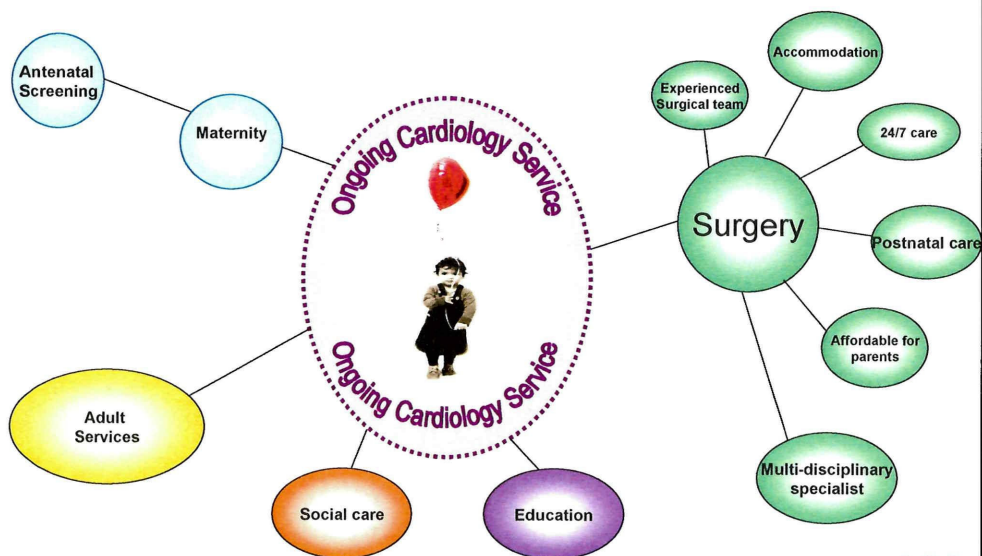 Antenatal
Screening
Maternity
Ongoing Cardiology Service
Ongoing Cardiology Service
Adult
Services
Social care
Education
Surgery
Experienced
Surgical team
Accommodation
24/7 care
Postnatal care
Affordable for
parents
Multi-disciplinary
specialist